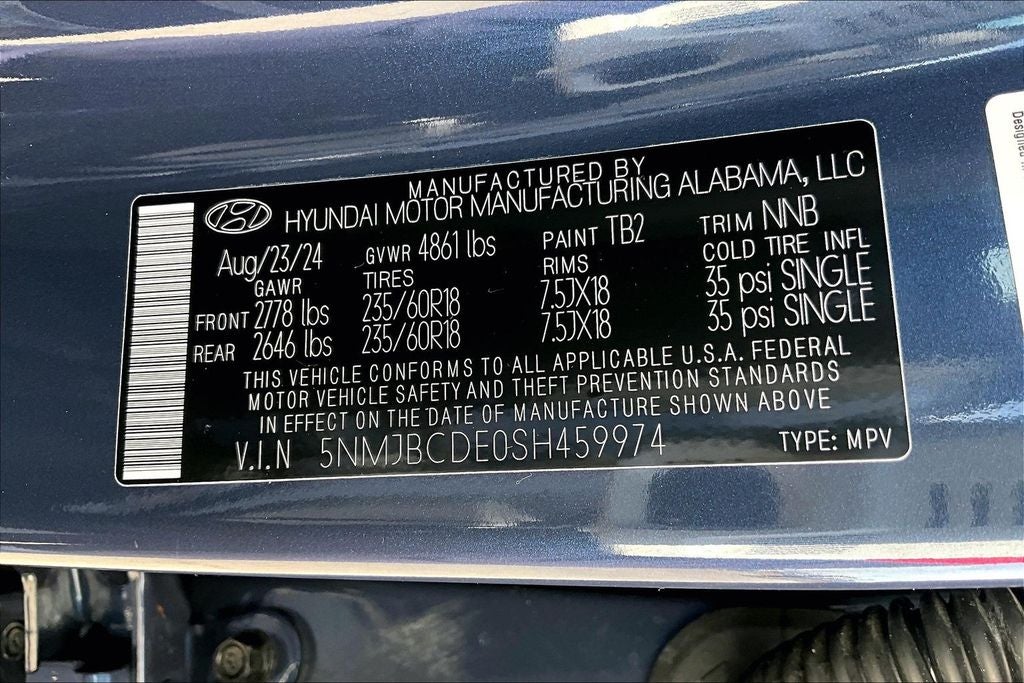 MANUFACTURED BY
HYUNDAI MOTOR MANUFACTURING ALABAMA, LLC
Aug/23/24 GVWR 4861 lbs PAINT TB2 TRIM NNB
GAWR TIRES RIMS COLD TIRE INFL
FRONT 2778 lbs 235/60R18 7.5JX18 35 psi SINGLE
REAR 2646 lbs 235/60R18 7.5JX18 35 psi SINGLE
THIS VEHICLE CONFORMS TO ALL APPLICABLE U.S.A. FEDERAL
MOTOR VEHICLE SAFETY AND THEFT PREVENTION STANDARDS
IN EFFECT ON THE DATE OF MANUFACTURE SHOWN ABOVE
V.I.N 5NMJBCDE0SH459974 TYPE: MPV
Designed